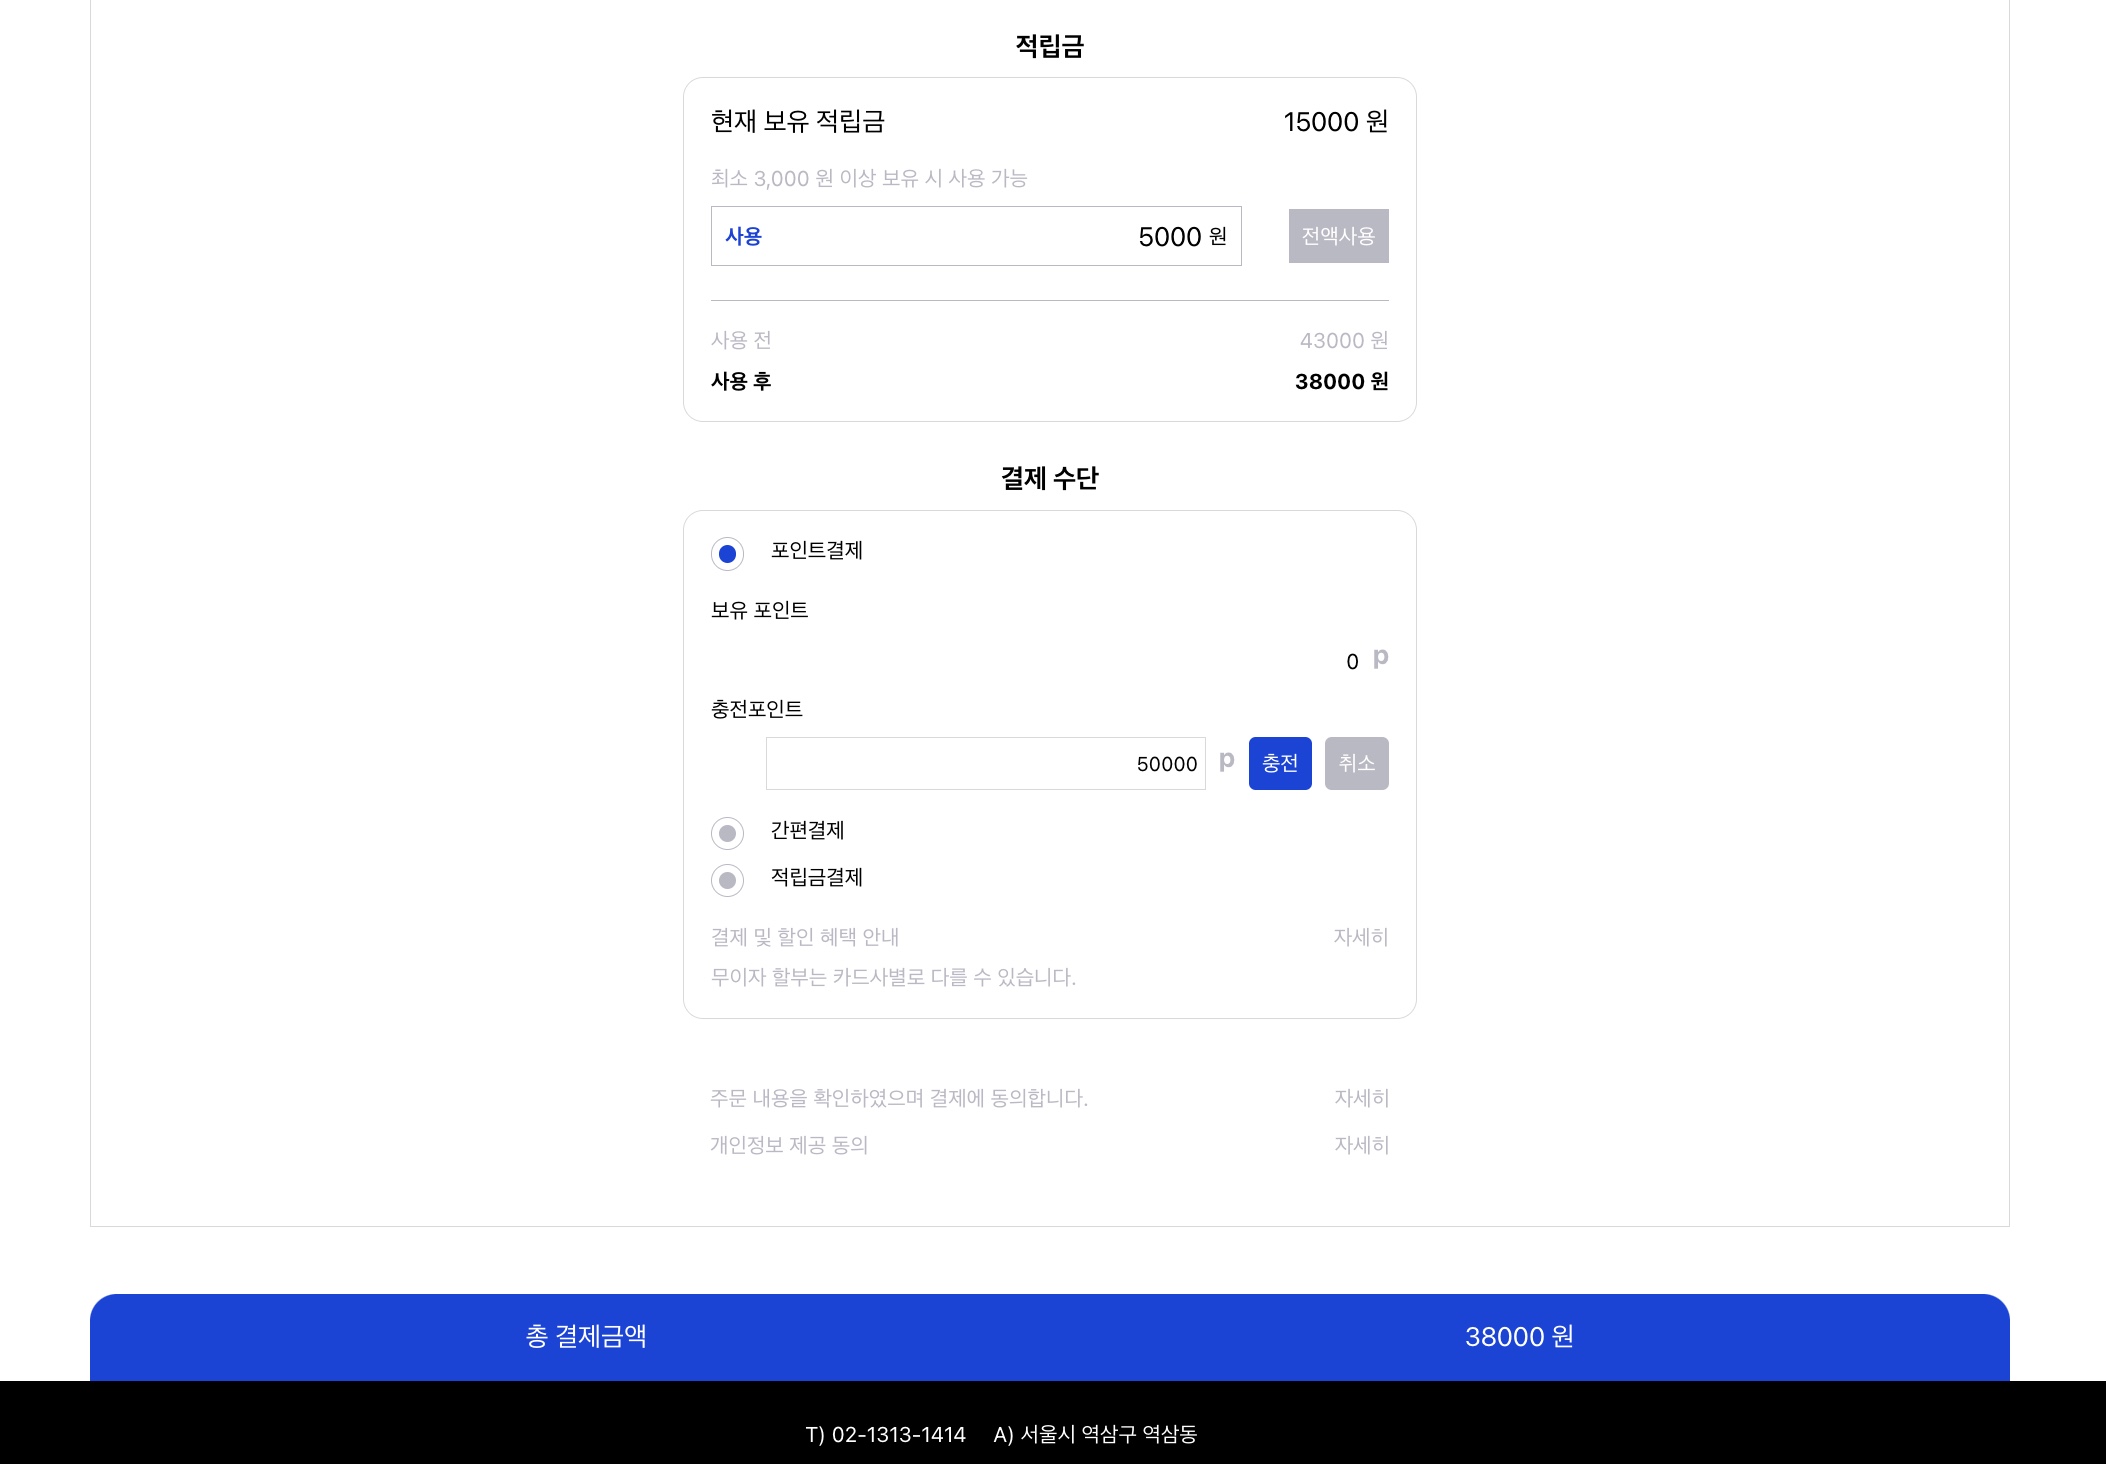 적립금
현재 보유 적립금 15000 원
최소 3,000 원 이상 보유 시 사용 가능
사용 5000 원 전액사용
사용 전 43000 원
사용 후 38000 원
결제 수단
포인트결제
보유 포인트
0 p
충전포인트
50000 p 충전 취소
간편결제
적립금결제
결제 및 할인 혜택 안내 자세히
무이자 할부는 카드사별로 다를 수 있습니다.
주문 내용을 확인하였으며 결제에 동의합니다. 자세히
개인정보 제공 동의 자세히
총 결제금액 38000 원
T) 02-1313-1414 A) 서울시 역삼구 역삼동